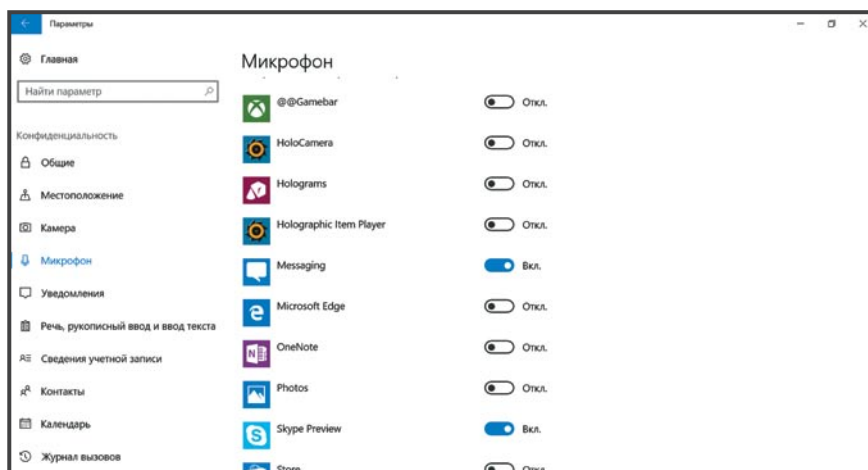 Параметры
Главная
Найти параметр
Конфиденциальность
Общие
Местоположение
Камера
Микрофон
Уведомления
Речь, рукописный ввод и ввод текста
Сведения учетной записи
Контакты
Календарь
Журнал вызовов
Микрофон
@@Gamebar Откл.
HoloCamera Откл.
Holograms Откл.
Holographic Item Player Откл.
Messaging Вкл.
Microsoft Edge Откл.
OneNote Откл.
Photos Откл.
Skype Preview Вкл.
Store Откл.